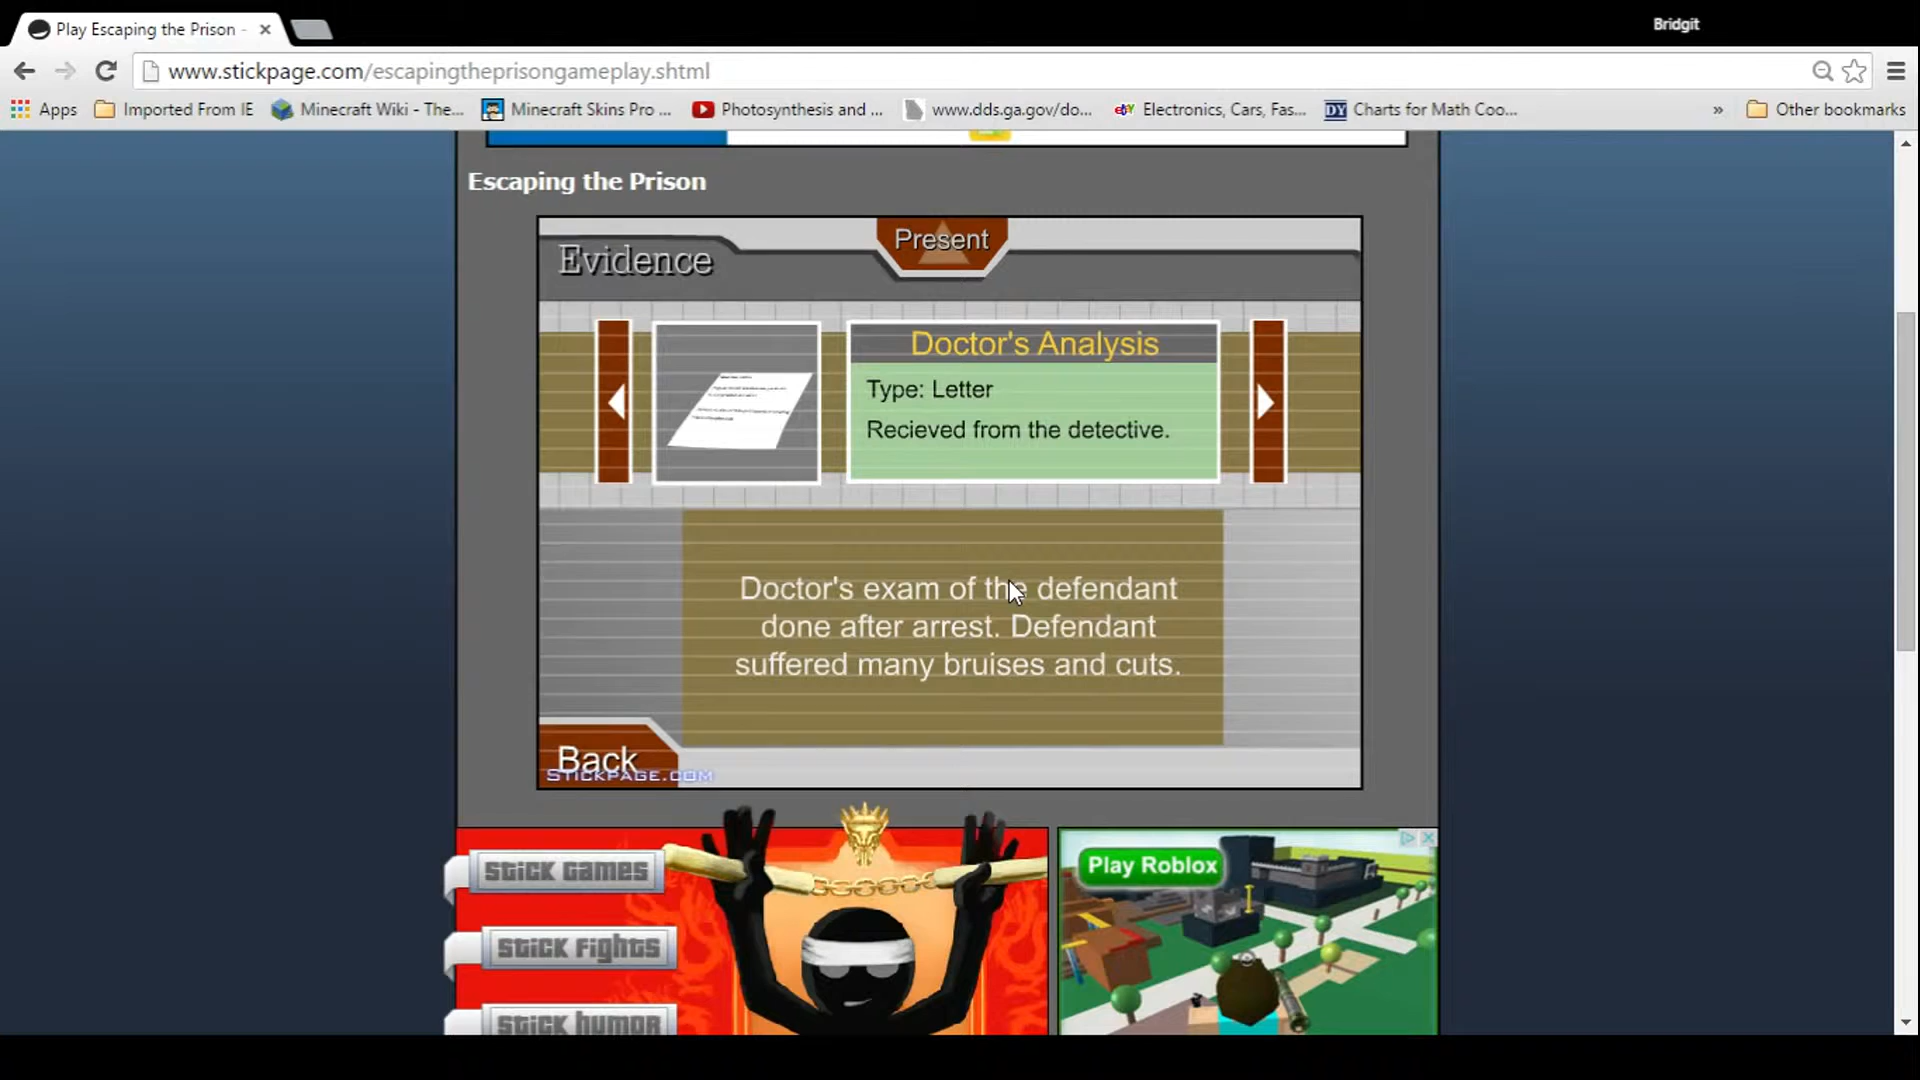 Play Escaping the Prison -
Bridgit
www.stickpage.com/escapingtheprisongameplay.shtml
Apps
Imported From IE
Minecraft Wiki - The...
Minecraft Skins Pro ...
Photosynthesis and ...
www.dds.ga.gov/do...
ebY Electronics, Cars, Fas...
DY Charts for Math Coo...
»
Other bookmarks
Escaping the Prison
Evidence
Present
Doctor's Analysis
Type: Letter
Recieved from the detective.
Doctor's exam of the defendant
done after arrest. Defendant
suffered many bruises and cuts.
Back
STICKPAGE.COM
Stick Games
Stick Fights
Stick Humor
Play Roblox